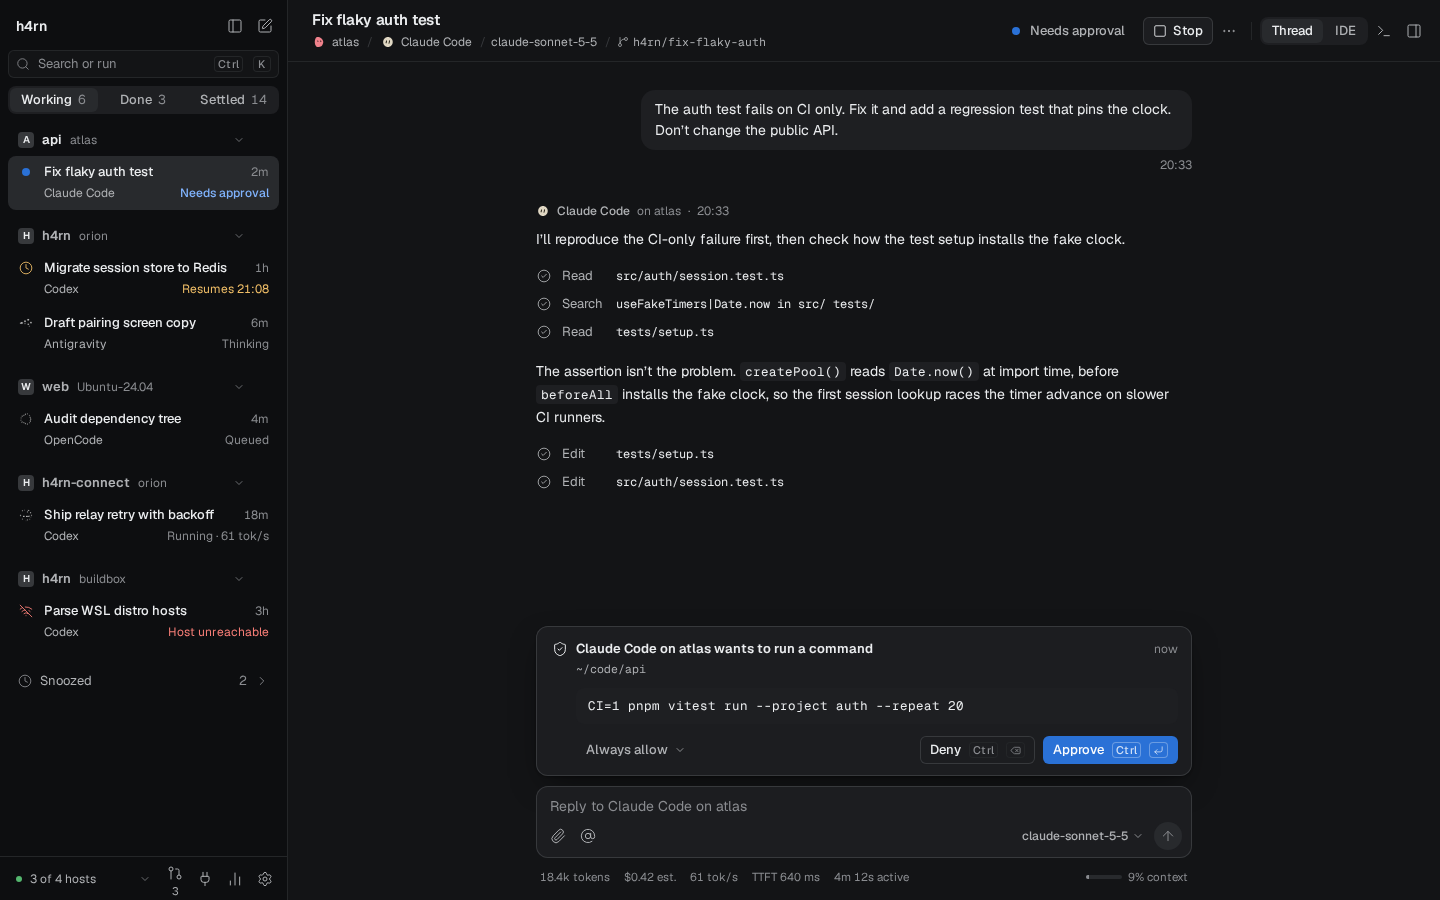 h4rn
Search or run Ctrl K
Working 6 Done 3 Settled 14
A api atlas
Fix flaky auth test 2m
Claude Code Needs approval
H h4rn orion
Migrate session store to Redis 1h
Codex Resumes 21:08
Draft pairing screen copy 6m
Antigravity Thinking
W web Ubuntu-24.04
Audit dependency tree 4m
OpenCode Queued
H h4rn-connect orion
Ship relay retry with backoff 18m
Codex Running · 61 tok/s
H h4rn buildbox
Parse WSL distro hosts 3h
Codex Host unreachable
Snoozed 2
3 of 4 hosts
3
Fix flaky auth test
atlas / Claude Code / claude-sonnet-5-5 / h4rn/fix-flaky-auth
Needs approval Stop Thread IDE
The auth test fails on CI only. Fix it and add a regression test that pins the clock.
Don’t change the public API.
20:33
Claude Code on atlas · 20:33
I’ll reproduce the CI-only failure first, then check how the test setup installs the fake clock.
Read src/auth/session.test.ts
Search useFakeTimers|Date.now in src/ tests/
Read tests/setup.ts
The assertion isn’t the problem. createPool() reads Date.now() at import time, before
beforeAll installs the fake clock, so the first session lookup races the timer advance on slower
CI runners.
Edit tests/setup.ts
Edit src/auth/session.test.ts
Claude Code on atlas wants to run a command now
~/code/api
CI=1 pnpm vitest run --project auth --repeat 20
Always allow Deny Ctrl Approve Ctrl
Reply to Claude Code on atlas
claude-sonnet-5-5
18.4k tokens $0.42 est. 61 tok/s TTFT 640 ms 4m 12s active 9% context